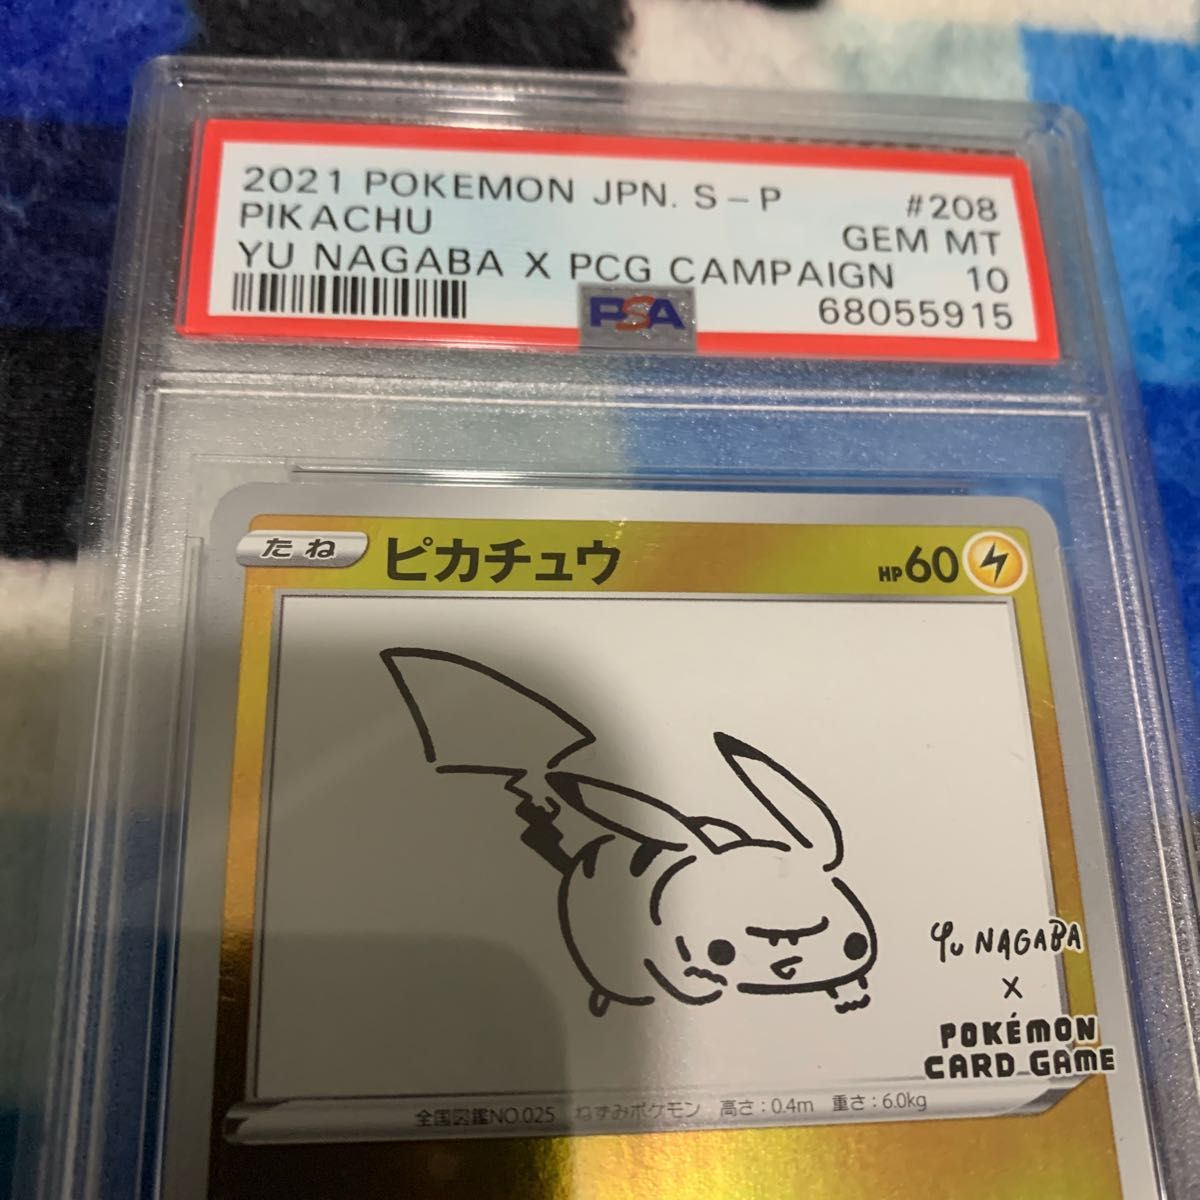 2021 POKEMON JPN. S-P #208
PIKACHU GEM MT
YU NAGABA X PCG CAMPAIGN 10
PSA 68055915
たね ピカチュウ HP60
YU NAGABA
X
POKÉMON
CARD GAME
全国図鑑NO.025 ねずみポケモン 高さ:0.4m 重さ:6.0kg